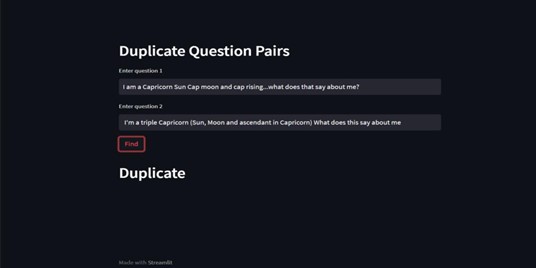 Duplicate Question Pairs
Enter question 1
I am a Capricorn Sun Cap moon and cap rising...what does that say about me?
Enter question 2
I'm a triple Capricorn (Sun, Moon and ascendant in Capricorn) What does this say about me
Find
Duplicate
Made with Streamlit